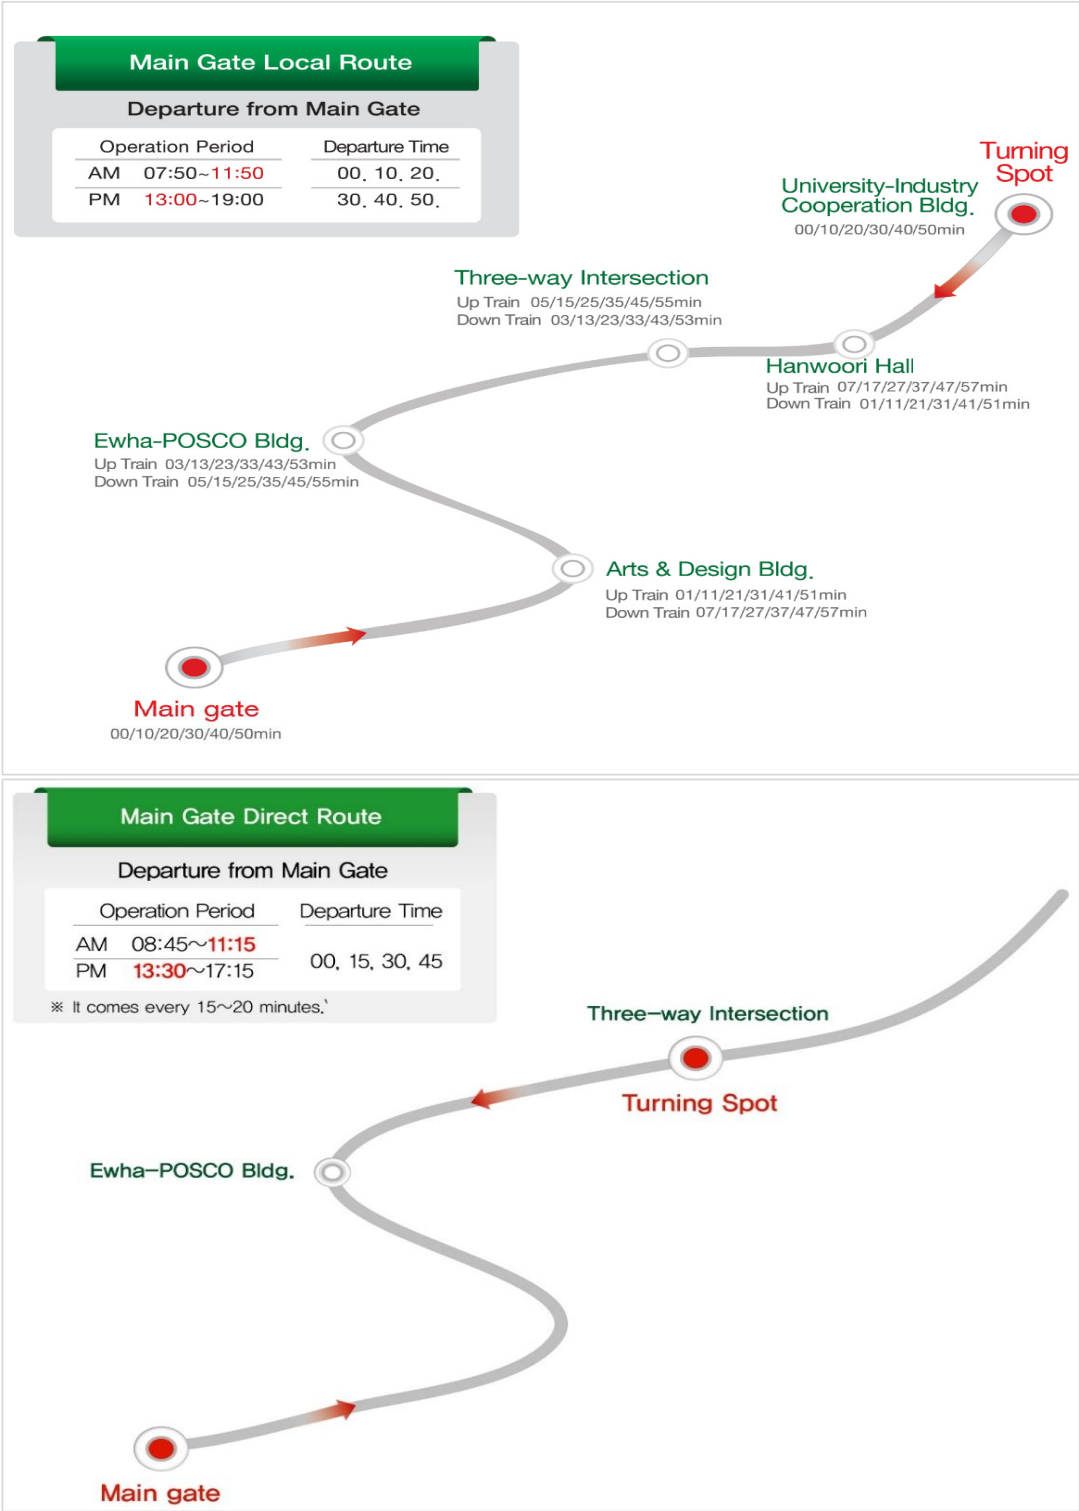 Main Gate Local Route
Departure from Main Gate
Operation Period Departure Time
AM 07:50~11:50 00. 10. 20.
PM 13:00~19:00 30. 40. 50.
Turning
Spot
University-Industry
Cooperation Bldg.
00/10/20/30/40/50min
Three-way Intersection
Up Train 05/15/25/35/45/55min
Down Train 03/13/23/33/43/53min
Hanwoori Hall
Up Train 07/17/27/37/47/57min
Down Train 01/11/21/31/41/51min
Ewha-POSCO Bldg.
Up Train 03/13/23/33/43/53min
Down Train 05/15/25/35/45/55min
Arts & Design Bldg.
Up Train 01/11/21/31/41/51min
Down Train 07/17/27/37/47/57min
Main gate
00/10/20/30/40/50min
Main Gate Direct Route
Departure from Main Gate
Operation Period Departure Time
AM 08:45～11:15
00, 15, 30, 45
PM 13:30～17:15
※ It comes every 15～20 minutes.`
Three-way Intersection
Turning Spot
Ewha-POSCO Bldg.
Main gate